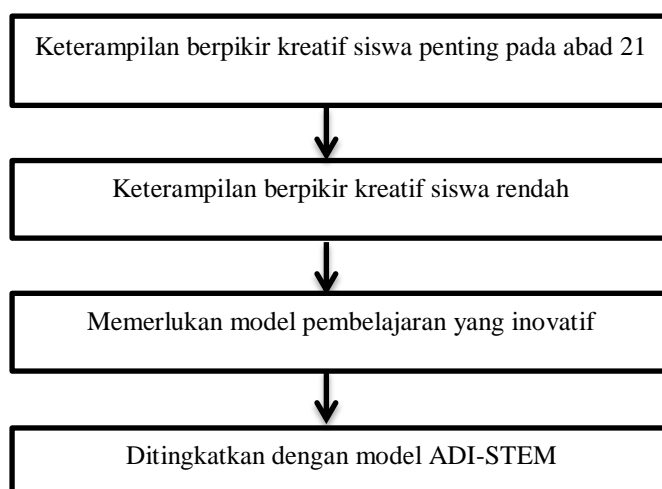 Keterampilan berpikir kreatif siswa penting pada abad 21
Keterampilan berpikir kreatif siswa rendah
Memerlukan model pembelajaran yang inovatif
Ditingkatkan dengan model ADI-STEM